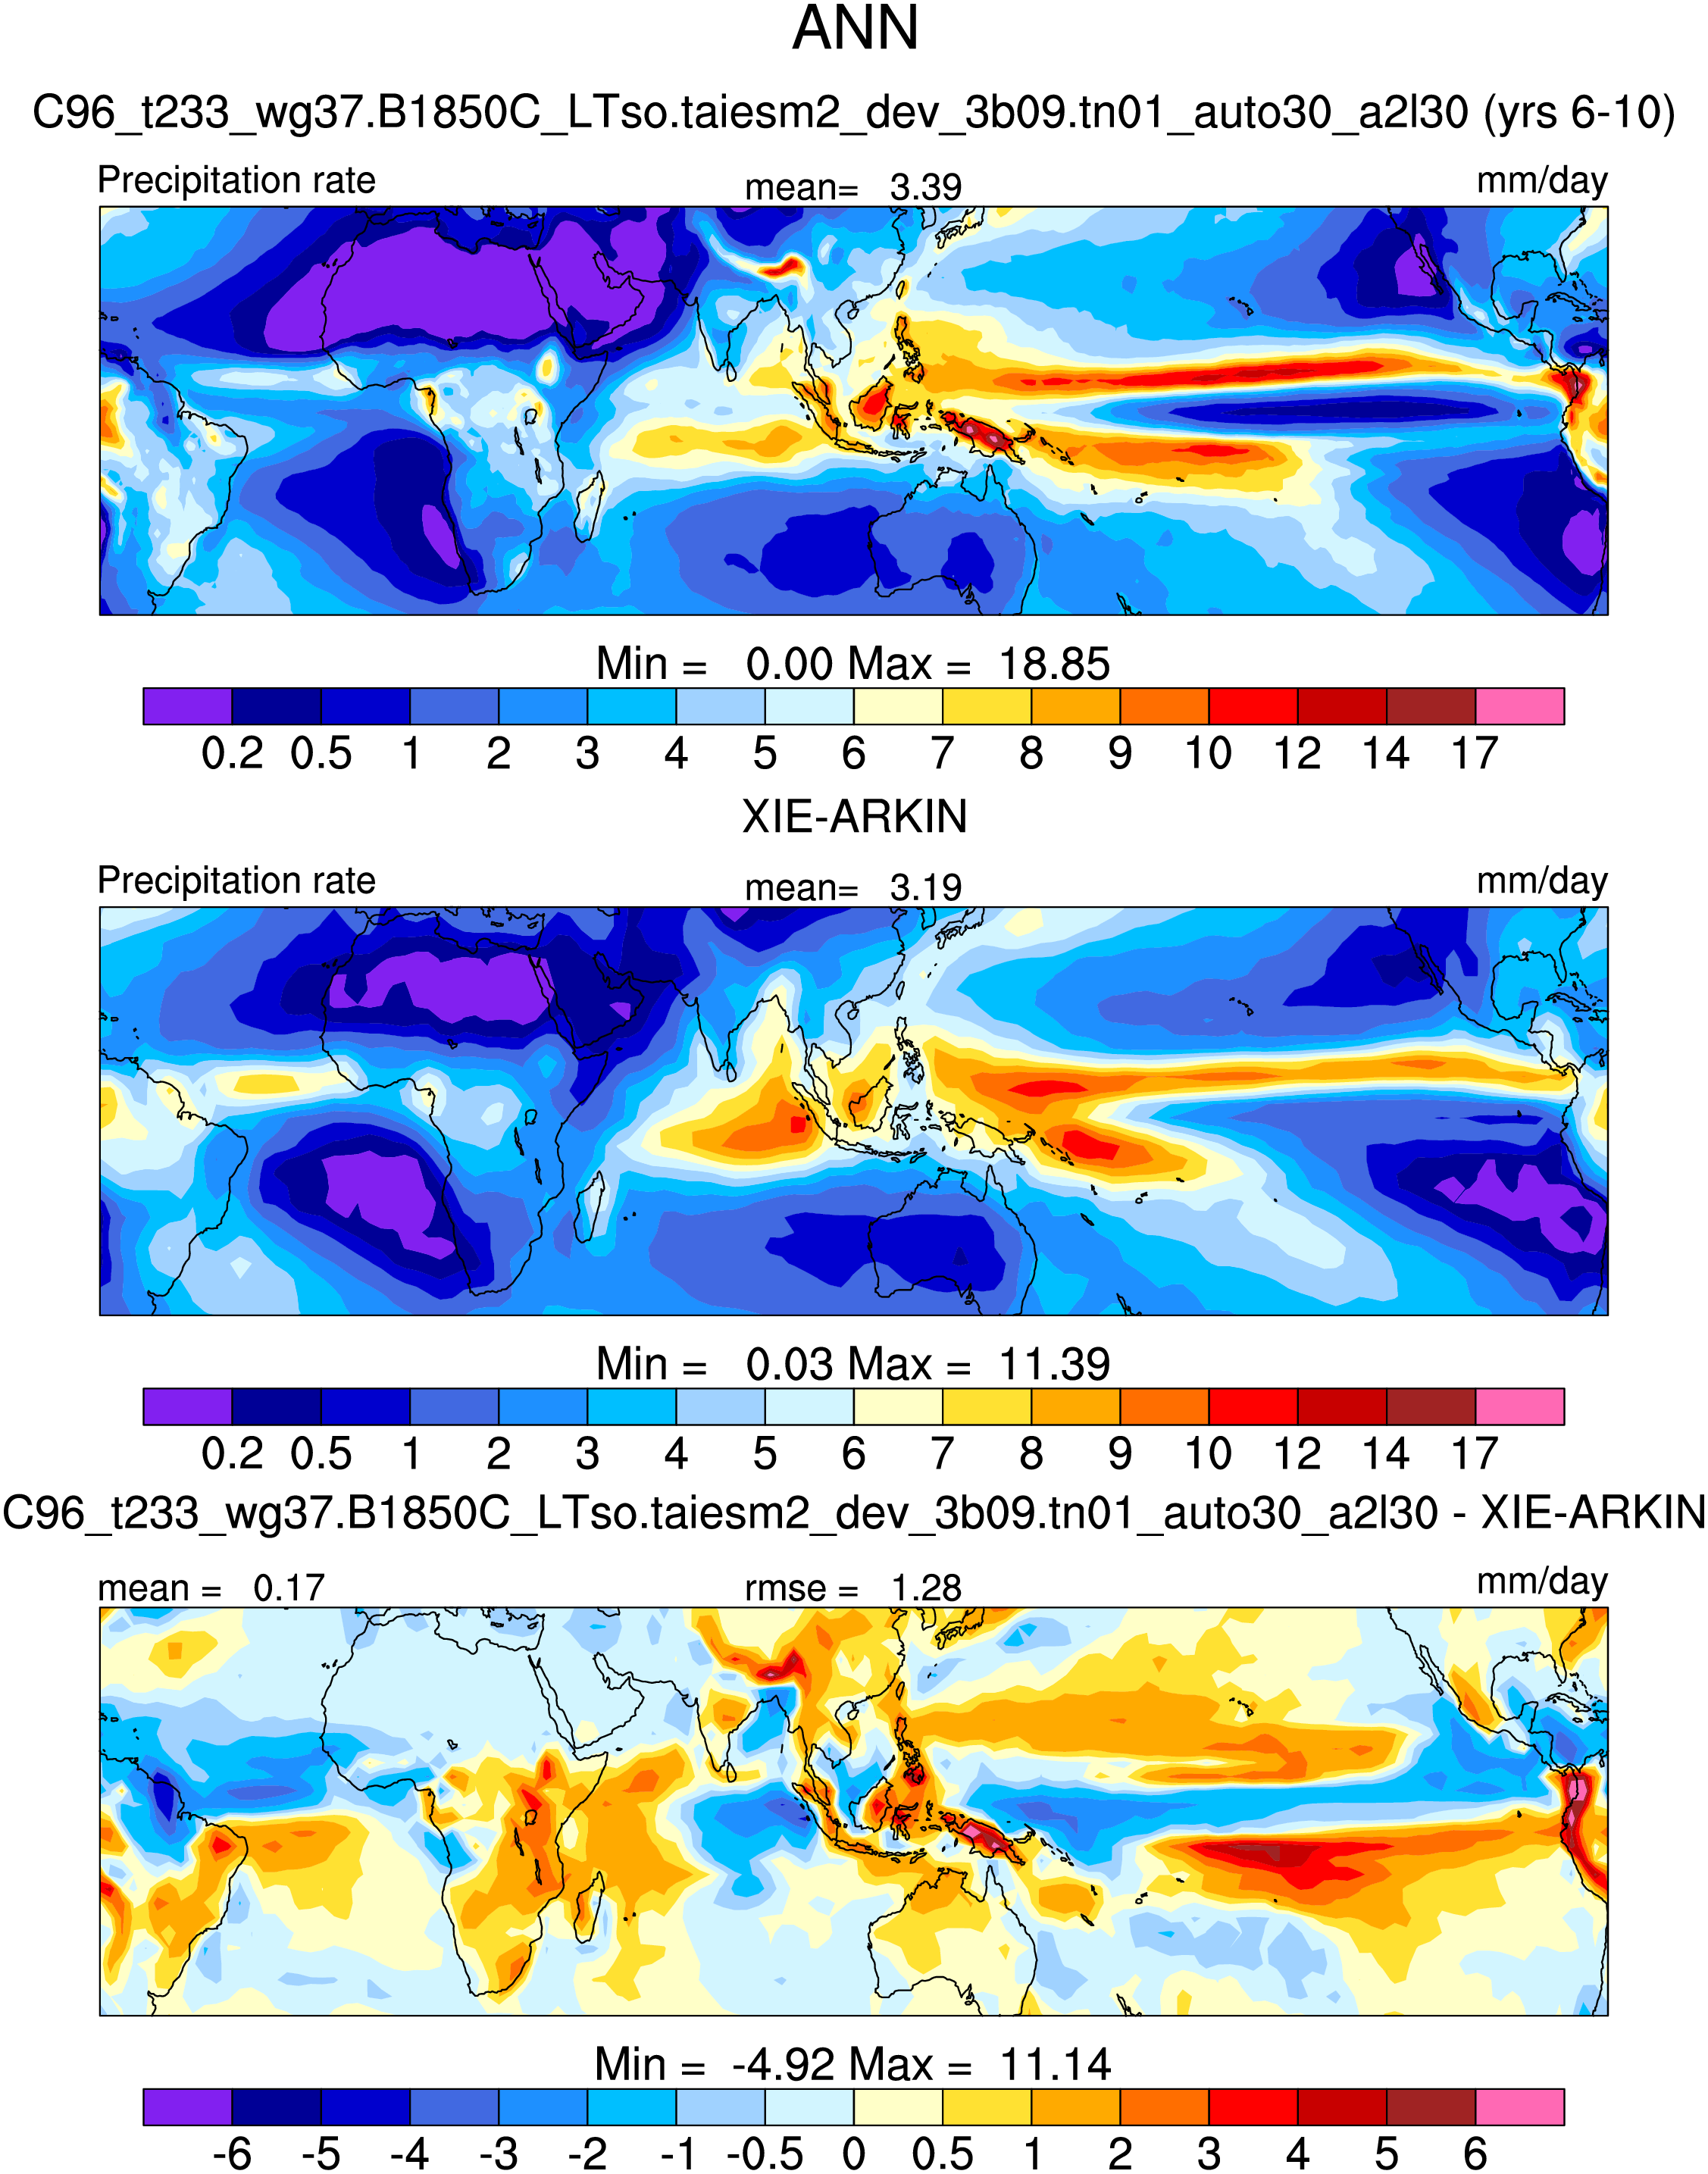 ANN
C96_t233_wg37.B1850C_LTso.taiesm2_dev_3b09.tn01_auto30_a2l30 (yrs 6-10)
Precipitation rate mean= 3.39 mm/day
Min = 0.00 Max = 18.85
0.2 0.5 1 2 3 4 5 6 7 8 9 10 12 14 17
XIE-ARKIN
Precipitation rate mean= 3.19 mm/day
Min = 0.03 Max = 11.39
0.2 0.5 1 2 3 4 5 6 7 8 9 10 12 14 17
C96_t233_wg37.B1850C_LTso.taiesm2_dev_3b09.tn01_auto30_a2l30 - XIE-ARKIN
mean = 0.17 rmse = 1.28 mm/day
Min = -4.92 Max = 11.14
-6 -5 -4 -3 -2 -1 -0.5 0 0.5 1 2 3 4 5 6